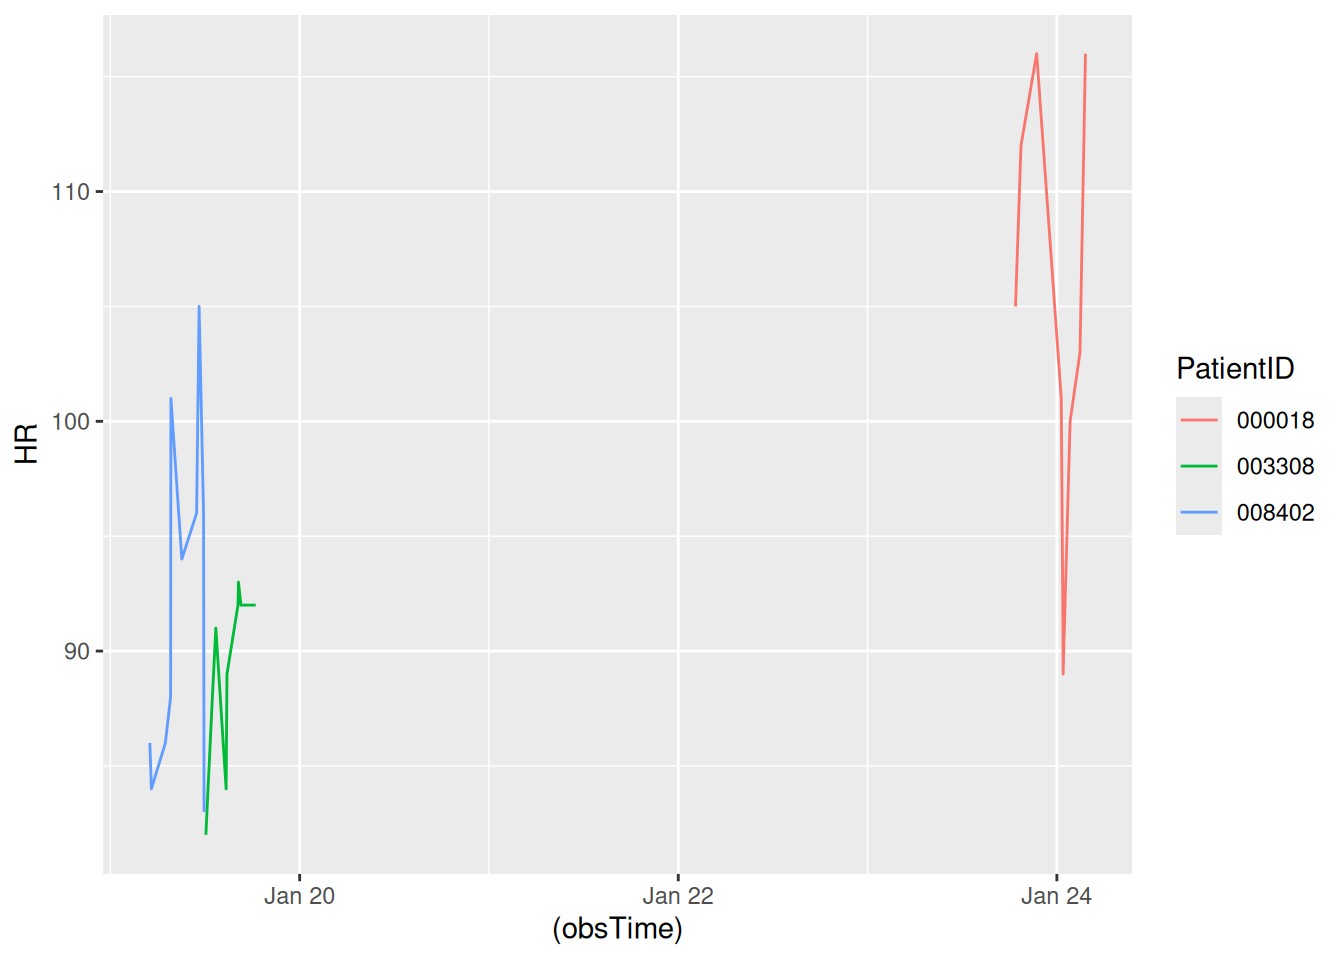 110
100
90
HR
Jan 20
Jan 22
Jan 24
(obsTime)
PatientID
000018
003308
008402